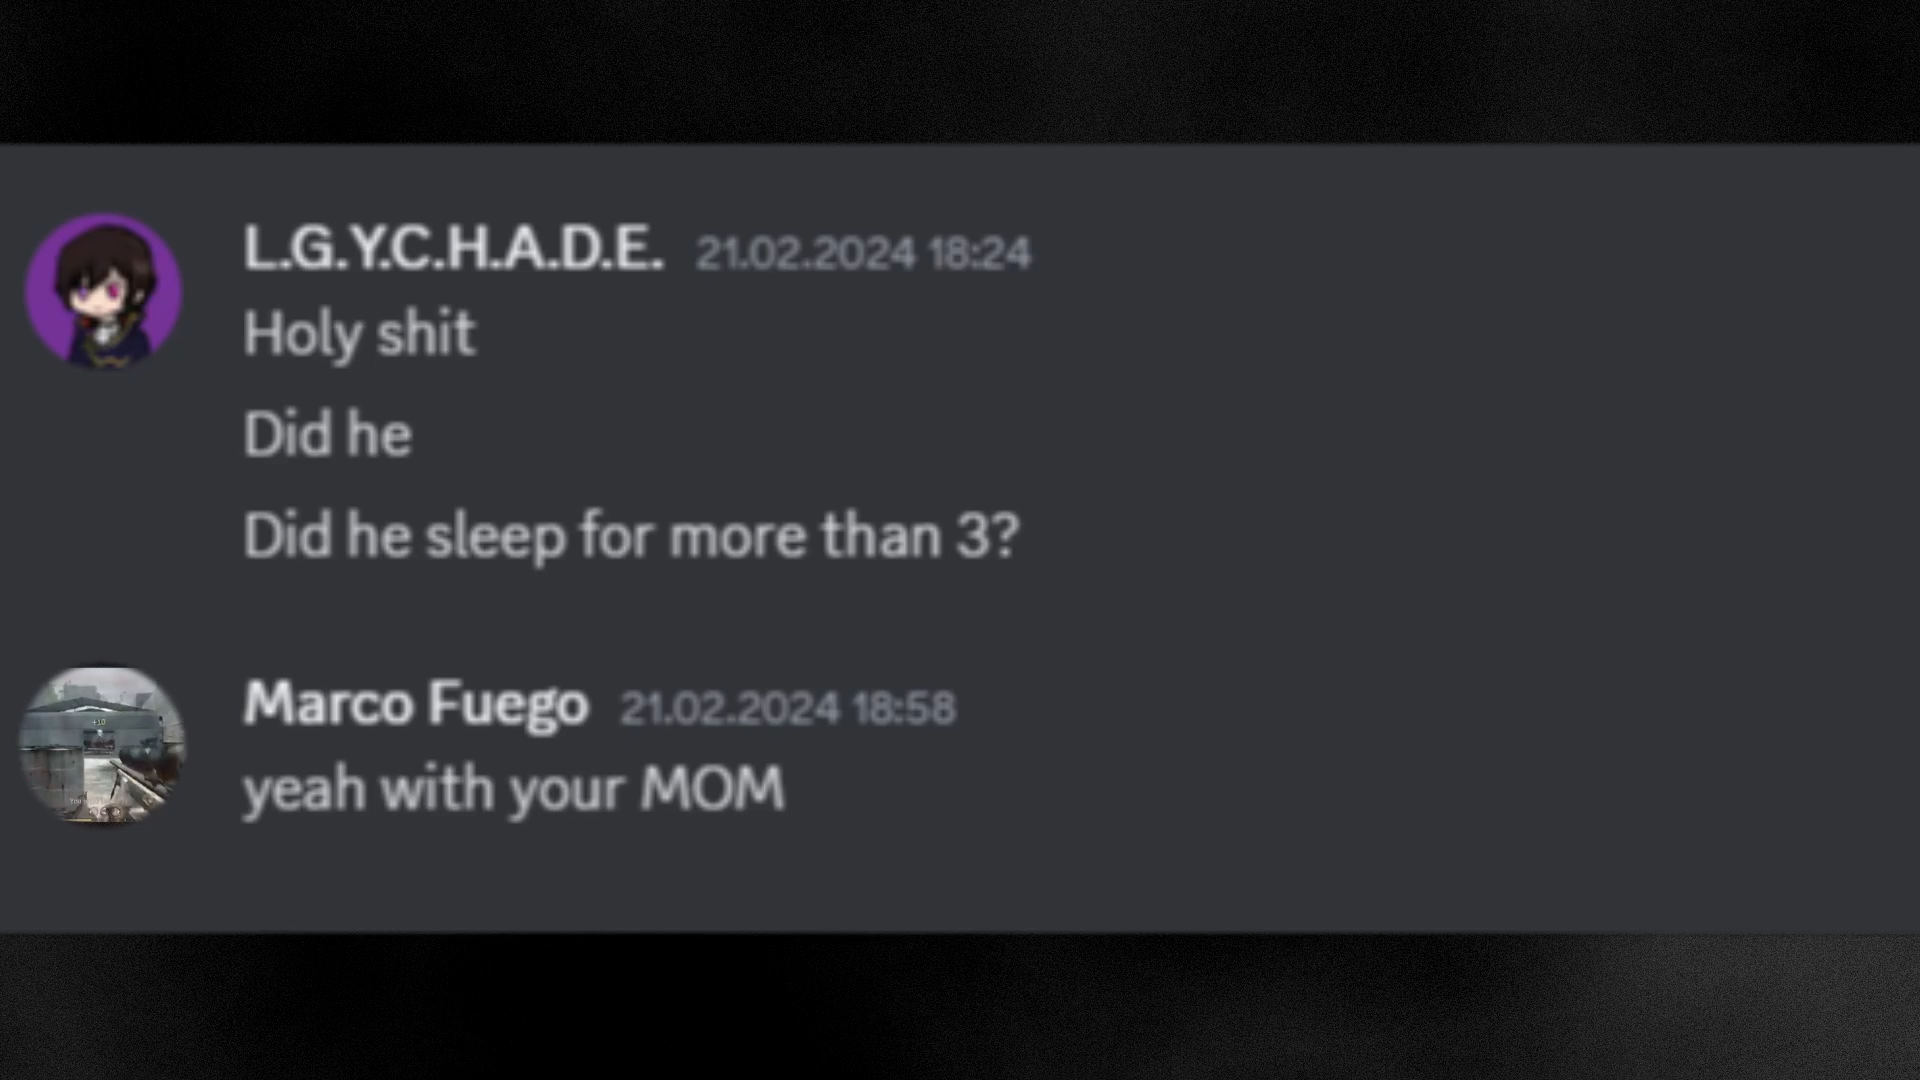 L.G.Y.C.H.A.D.E. 21.02.2024 18:24
Holy shit
Did he
Did he sleep for more than 3?
Marco Fuego 21.02.2024 18:58
+10
yeah with your MOM